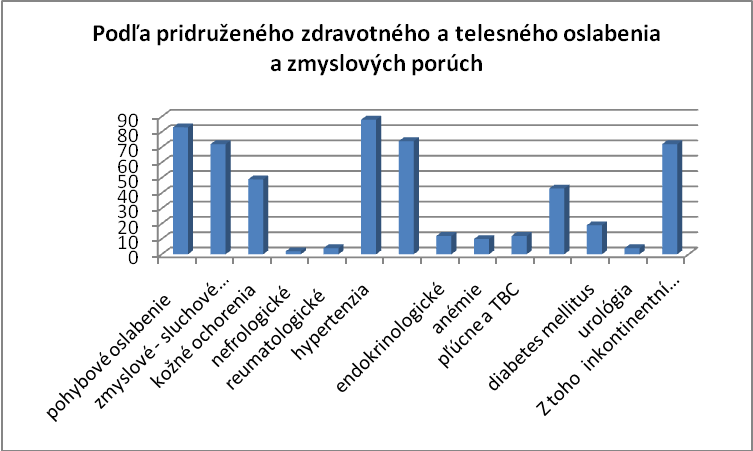 Podľa pridruženého zdravotného a telesného oslabenia
a zmyslových porúch
90
80
70
60
50
40
30
20
10
0
pohybové oslabenie
zmyslové - sluchové...
kožné ochorenia
nefrologické
reumatologické
hypertenzia
endokrinologické
anémie
pľúcne a TBC
diabetes mellitus
urológia
Z toho inkontinentní...